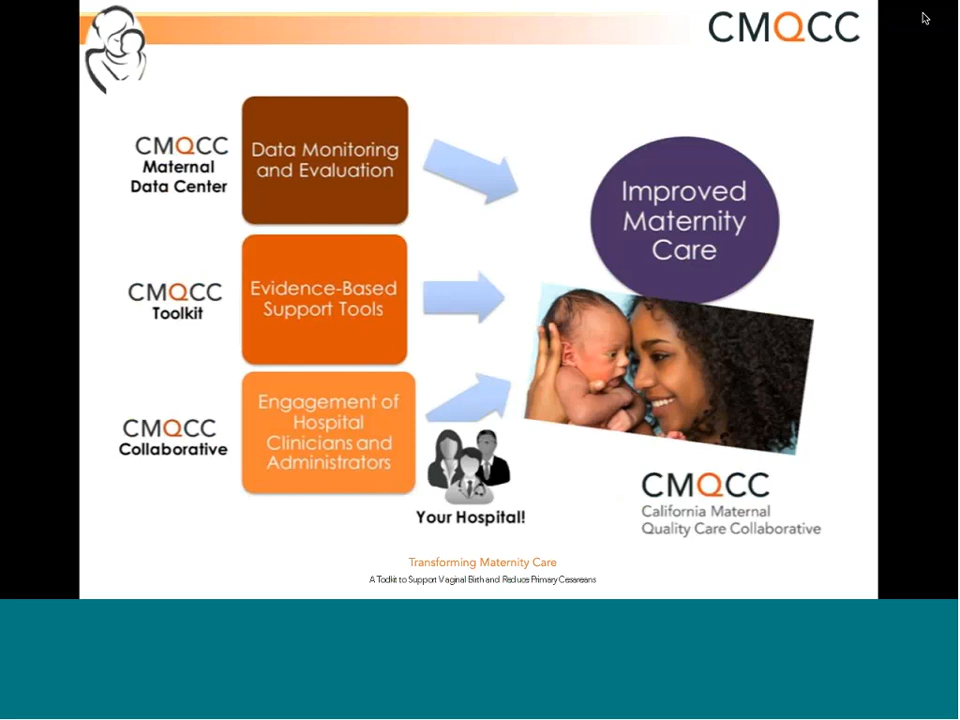 CMQCC
CMQCC
Maternal
Data Center
Data Monitoring
and Evaluation
Improved
Maternity
Care
CMQCC
Toolkit
Evidence-Based
Support Tools
CMQCC
Collaborative
Engagement of
Hospital
Clinicians and
Administrators
Your Hospital!
CMQCC
California Maternal
Quality Care Collaborative
Transforming Maternity Care
A Toolkit to Support Vaginal Birth and Reduce Primary Cesareans